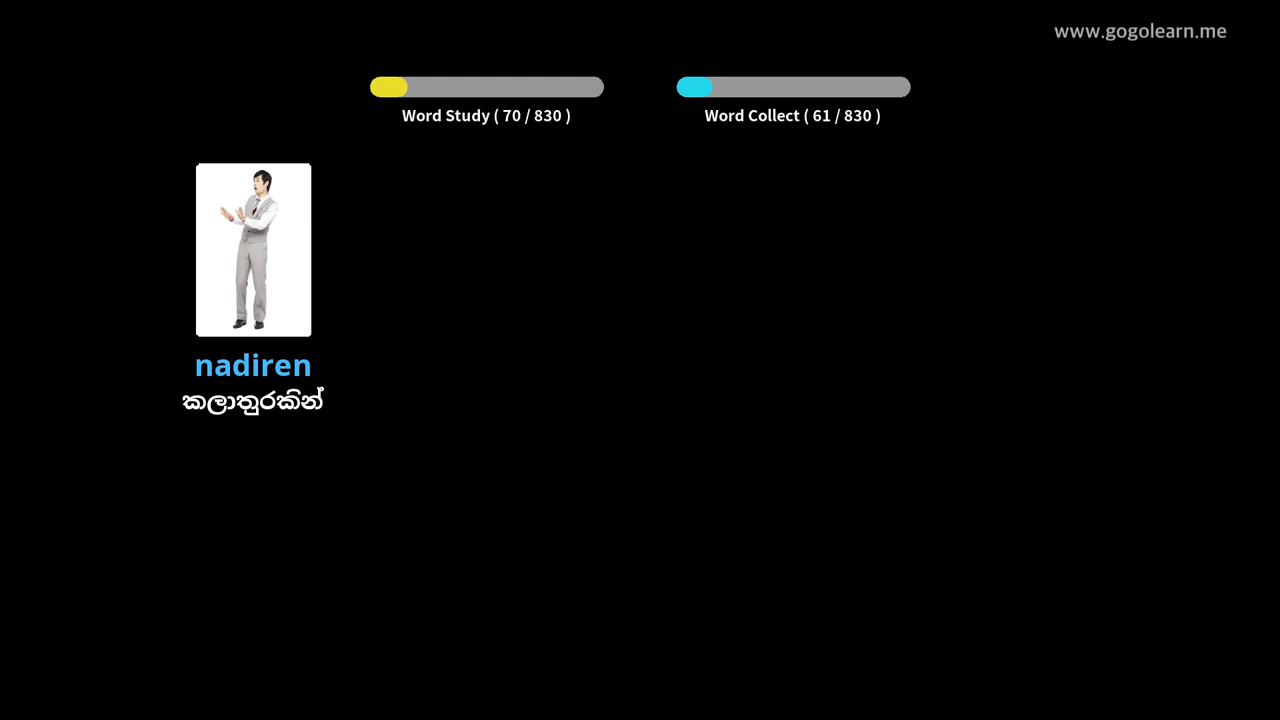 www.gogolearn.me
Word Study ( 70 / 830 )
Word Collect ( 61 / 830 )
nadiren
කලාතුරකින්